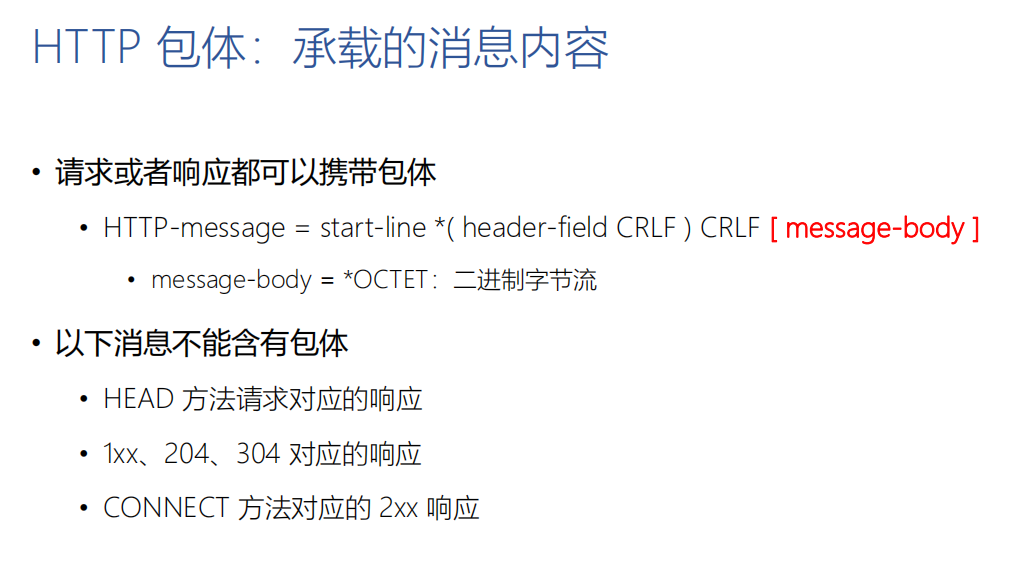 HTTP 包体：承载的消息内容
• 请求或者响应都可以携带包体
• HTTP-message = start-line *( header-field CRLF ) CRLF [ message-body ]
• message-body = *OCTET：二进制字节流
• 以下消息不能含有包体
• HEAD 方法请求对应的响应
• 1xx、204、304 对应的响应
• CONNECT 方法对应的 2xx 响应